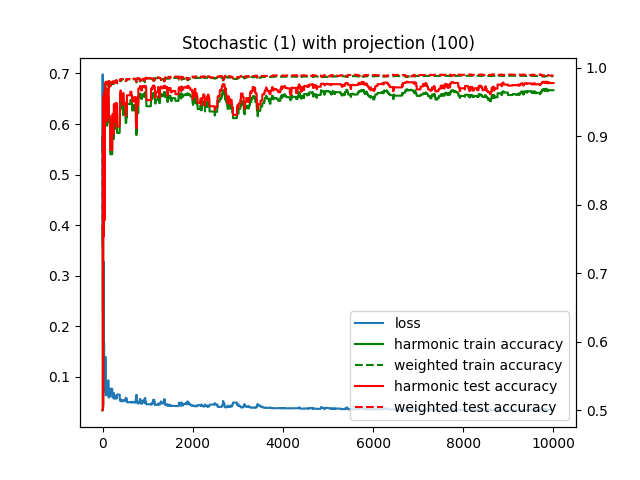 Stochastic (1) with projection (100)
0.7
0.6
0.5
0.4
0.3
0.2
0.1
1.0
0.9
0.8
0.7
0.6
0.5
loss
harmonic train accuracy
weighted train accuracy
harmonic test accuracy
weighted test accuracy
0 2000 4000 6000 8000 10000